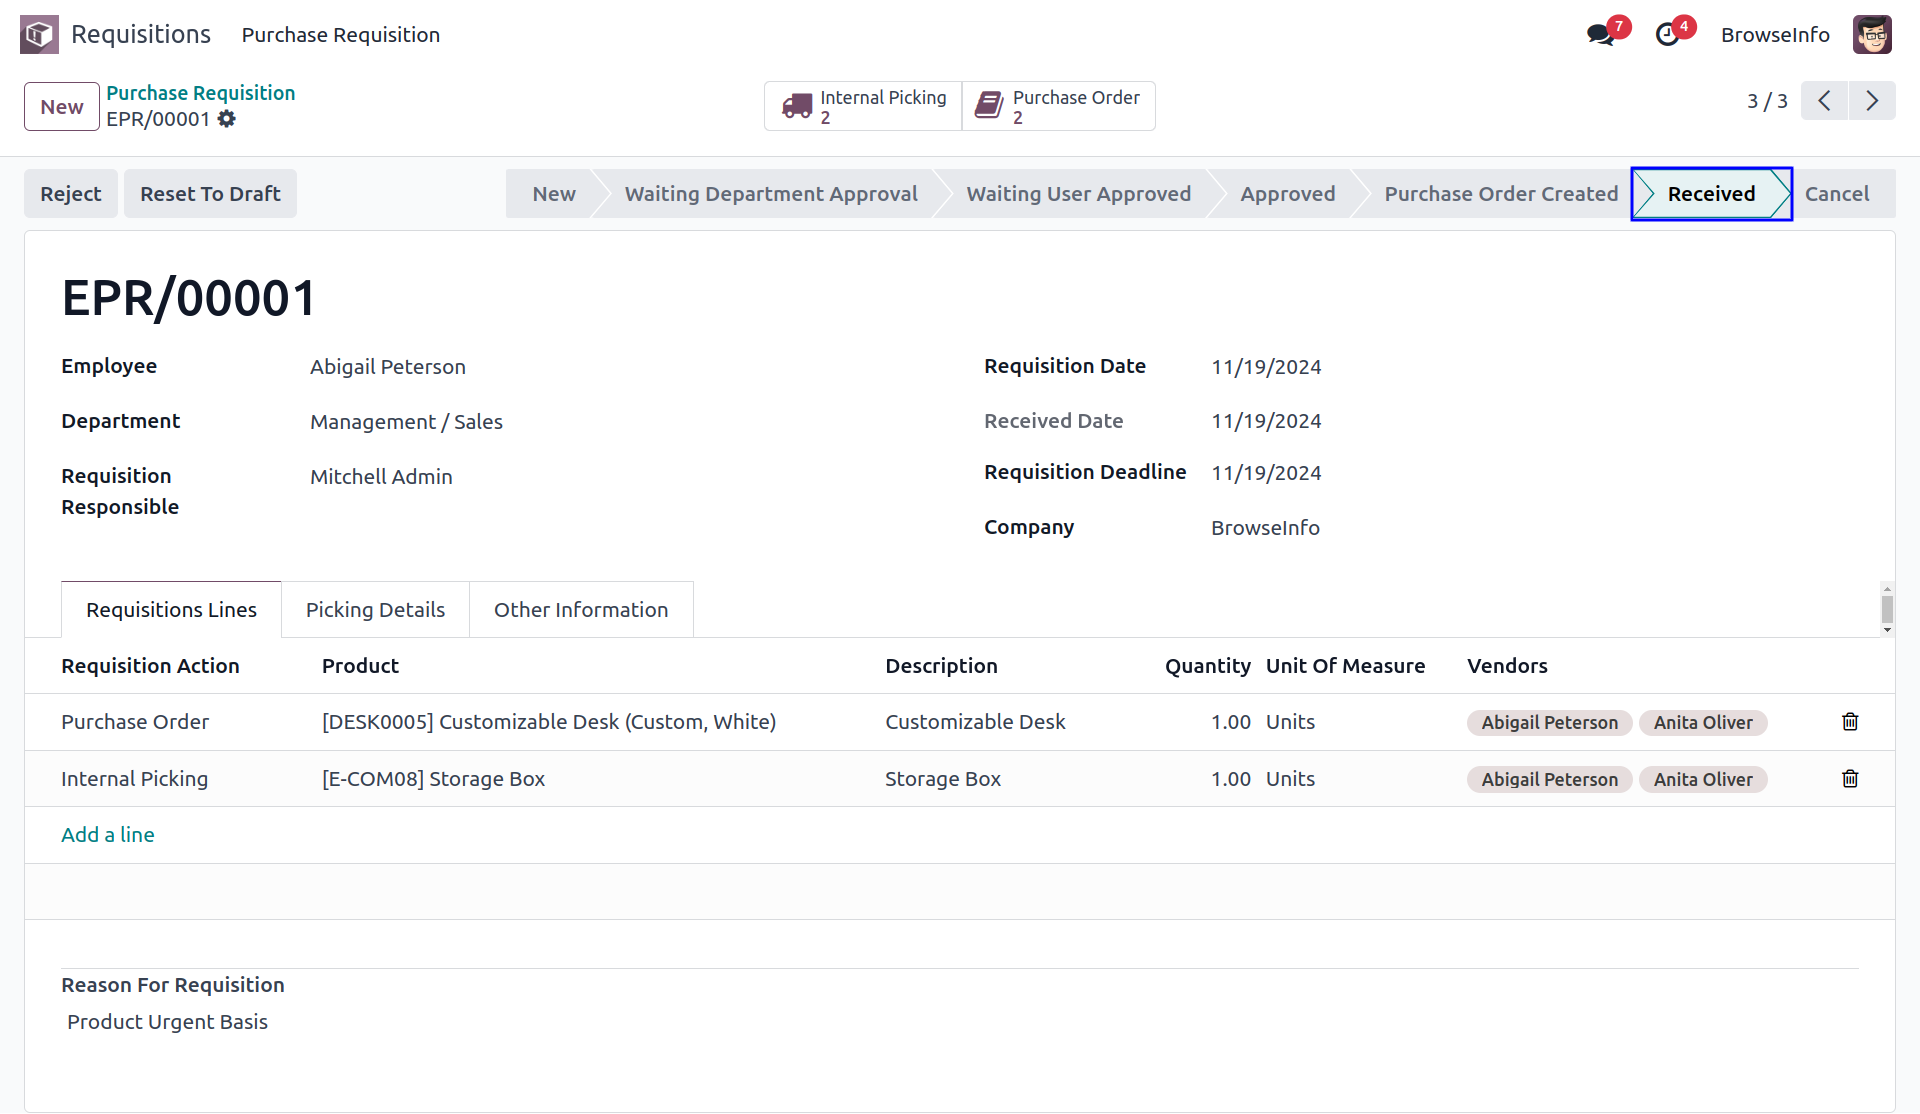 Requisitions Purchase Requisition 7 4 BrowseInfo
New Purchase Requisition
EPR/00001
Internal Picking
2
Purchase Order
2
3 / 3
Reject Reset To Draft New Waiting Department Approval Waiting User Approved Approved Purchase Order Created Received Cancel
EPR/00001
Employee Abigail Peterson
Department Management / Sales
Requisition Responsible Mitchell Admin
Requisition Date 11/19/2024
Received Date 11/19/2024
Requisition Deadline 11/19/2024
Company BrowseInfo
Requisitions Lines Picking Details Other Information
Requisition Action Product Description Quantity Unit Of Measure Vendors
Purchase Order [DESK0005] Customizable Desk (Custom, White) Customizable Desk 1.00 Units Abigail Peterson Anita Oliver
Internal Picking [E-COM08] Storage Box Storage Box 1.00 Units Abigail Peterson Anita Oliver
Add a line
Reason For Requisition
Product Urgent Basis